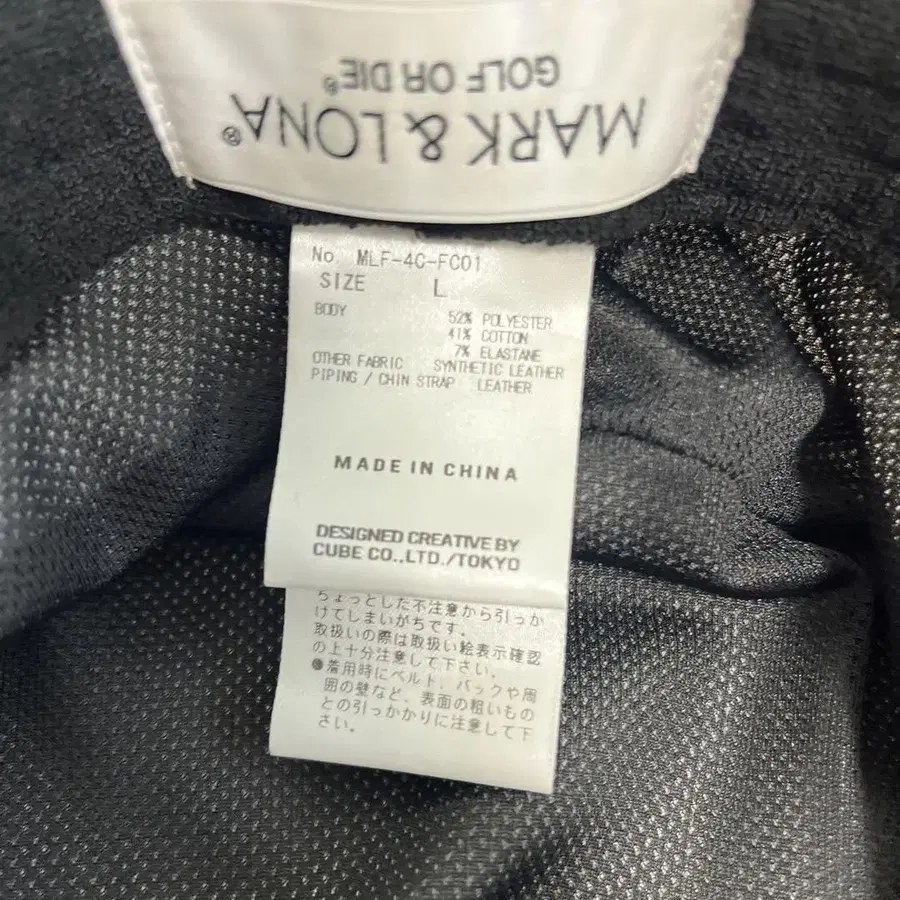 MARK & LONA®
GOLF OR DIE®
No. MLF-4C-FC01
SIZE L
BODY 52% POLYESTER
41% COTTON
7% ELASTANE
OTHER FABRIC SYNTHETIC LEATHER
PIPING / CHIN STRAP LEATHER
MADE IN CHINA
DESIGNED CREATIVE BY
CUBE CO.,LTD./TOKYO
ちょっとした不注意から引っか
けてしまいがちです。
取扱いの際は取扱い絵表示確認
の上十分注意して下さい。
●着用時にベルト、バックや周
囲の壁など、表面の粗いもの
との引っかかりに注意して下
さい。